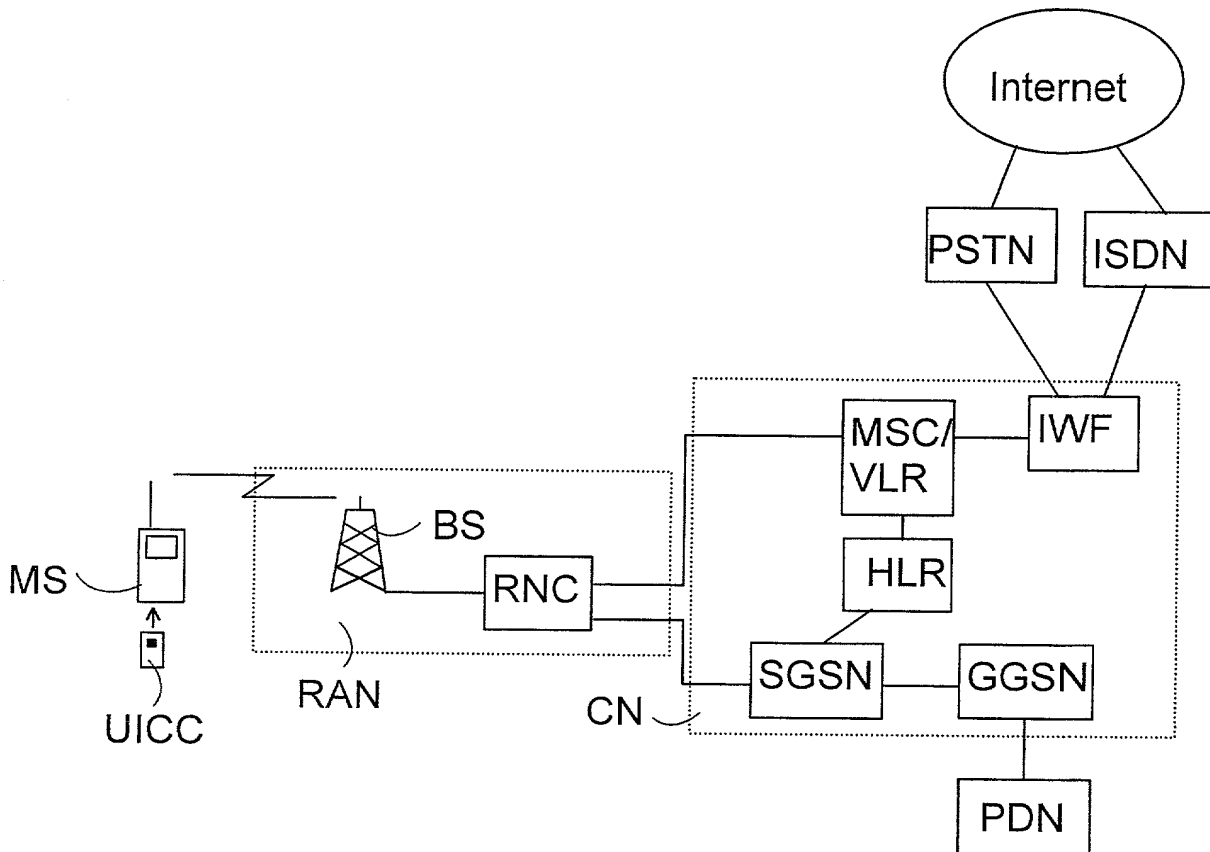 Internet
PSTN
ISDN
MSC/
VLR
IWF
BS
MS
RNC
HLR
RAN
SGSN
GGSN
CN
UICC
PDN